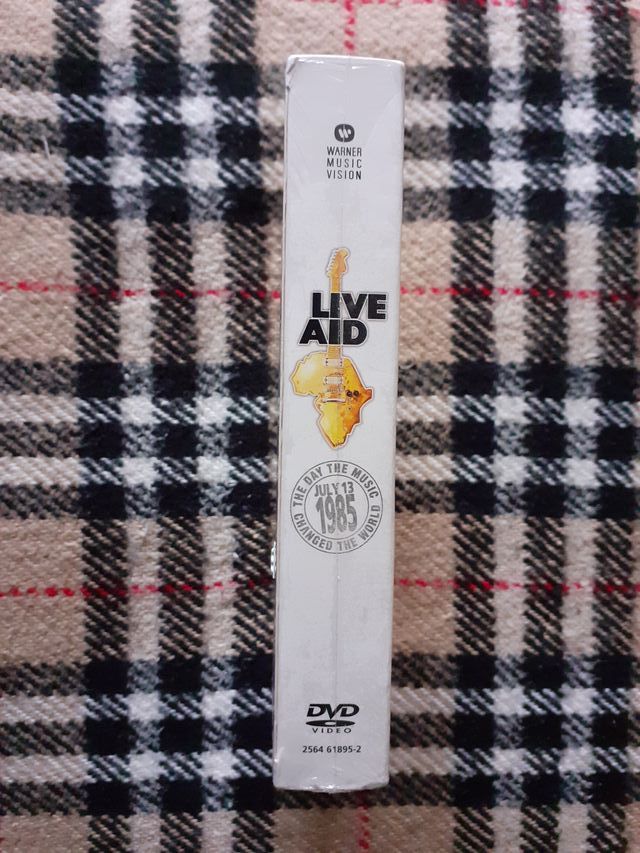 WARNER
MUSIC
VISION
LIVE
AID
THE DAY THE MUSIC
CHANGED THE WORLD
JULY 13
1985
DVD
VIDEO
2564 61895-2